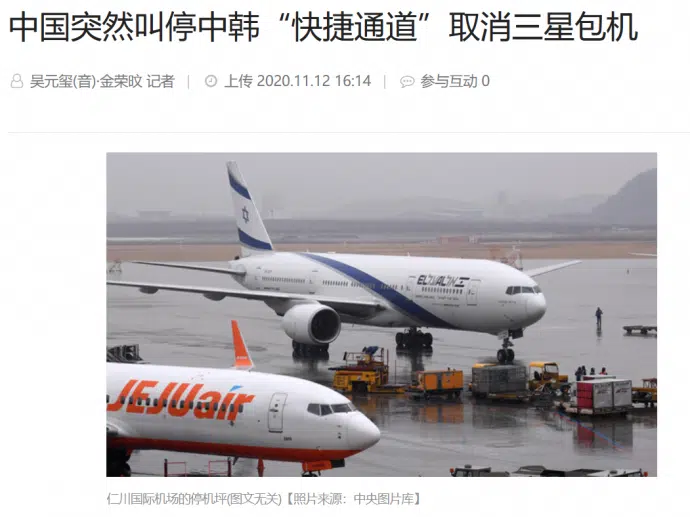 中国突然叫停中韩“快捷通道”取消三星包机
吴元玺(音)·金荣旼 记者 | 上传 2020.11.12 16:14 | 参与互动 0
JEJUair
仁川国际机场的停机坪(图文无关)【照片来源：中央图片库】